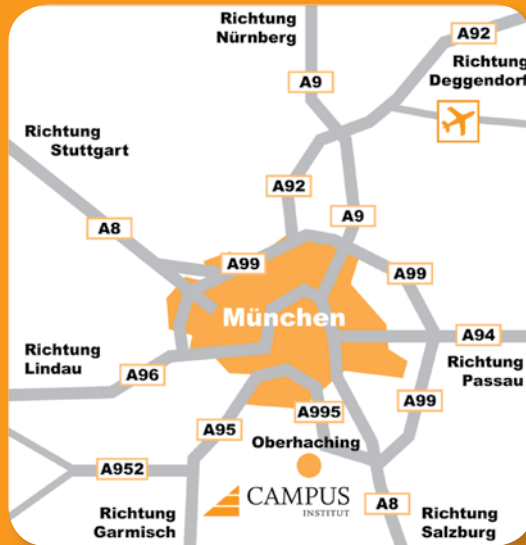 Richtung
Nürnberg
A92
A9
Richtung
Deggendorf
Richtung
Stuttgart
A92
A8
A9
A99
A99
München
A94
Richtung
Lindau
A96
Richtung
Passau
A99
A995
A95
Oberhaching
A952
CAMPUS
INSTITUT
A8
Richtung
Garmisch
Richtung
Salzburg